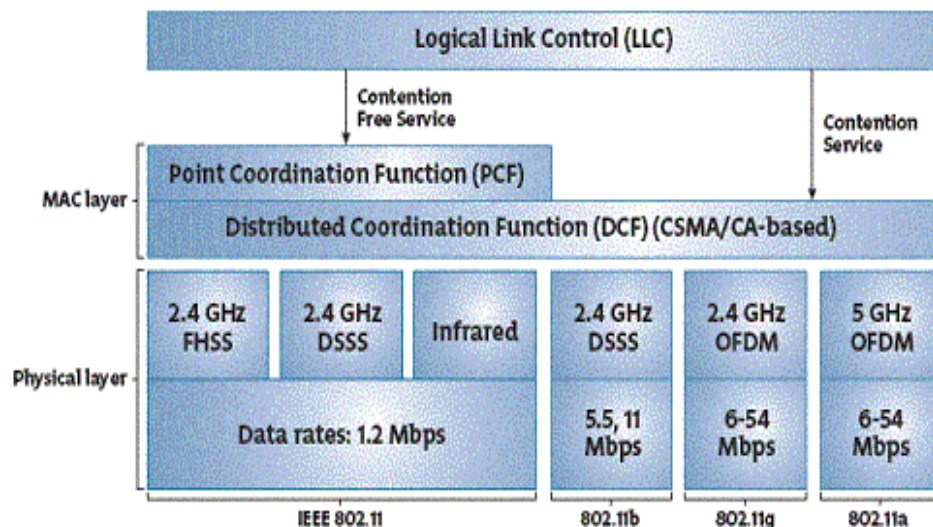 Logical Link Control (LLC)
Contention
Free Service
Contention
Service
MAC layer
Point Coordination Function (PCF)
Distributed Coordination Function (DCF) (CSMA/CA-based)
Physical layer
2.4 GHz
FHSS
2.4 GHz
DSSS
Infrared
2.4 GHz
DSSS
2.4 GHz
OFDM
5 GHz
OFDM
Data rates: 1.2 Mbps
5.5, 11
Mbps
6-54
Mbps
6-54
Mbps
IEEE 802.11
802.11b
802.11g
802.11a